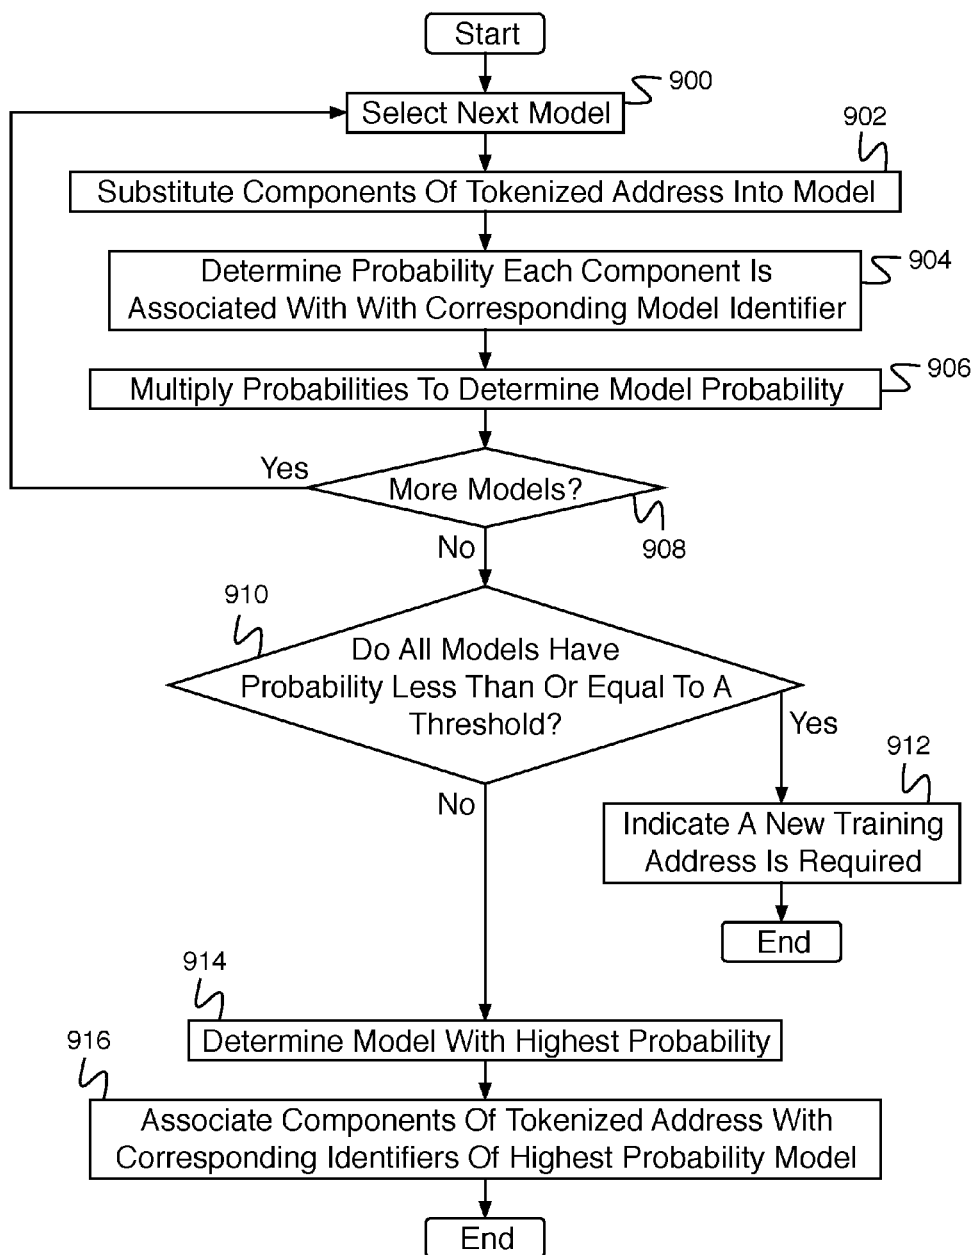 Start
900
Select Next Model
902
Substitute Components Of Tokenized Address Into Model
904
Determine Probability Each Component Is
Associated With With Corresponding Model Identifier
906
Multiply Probabilities To Determine Model Probability
Yes
More Models?
908
No
910
Do All Models Have
Probability Less Than Or Equal To A
Threshold?
Yes
912
No
Indicate A New Training
Address Is Required
End
914
Determine Model With Highest Probability
916
Associate Components Of Tokenized Address With
Corresponding Identifiers Of Highest Probability Model
End